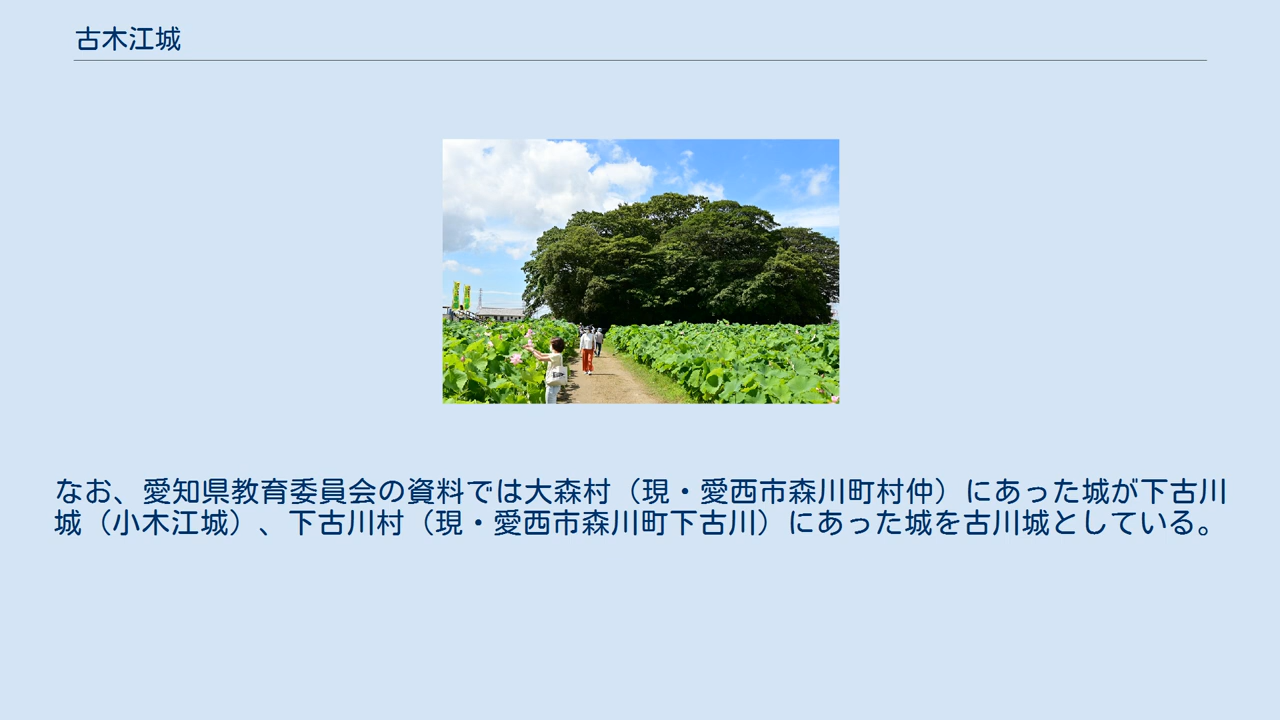 古木江城
なお、愛知県教育委員会の資料では大森村（現・愛西市森川町村仲）にあった城が下古川
城（小木江城）、下古川村（現・愛西市森川町下古川）にあった城を古川城としている。